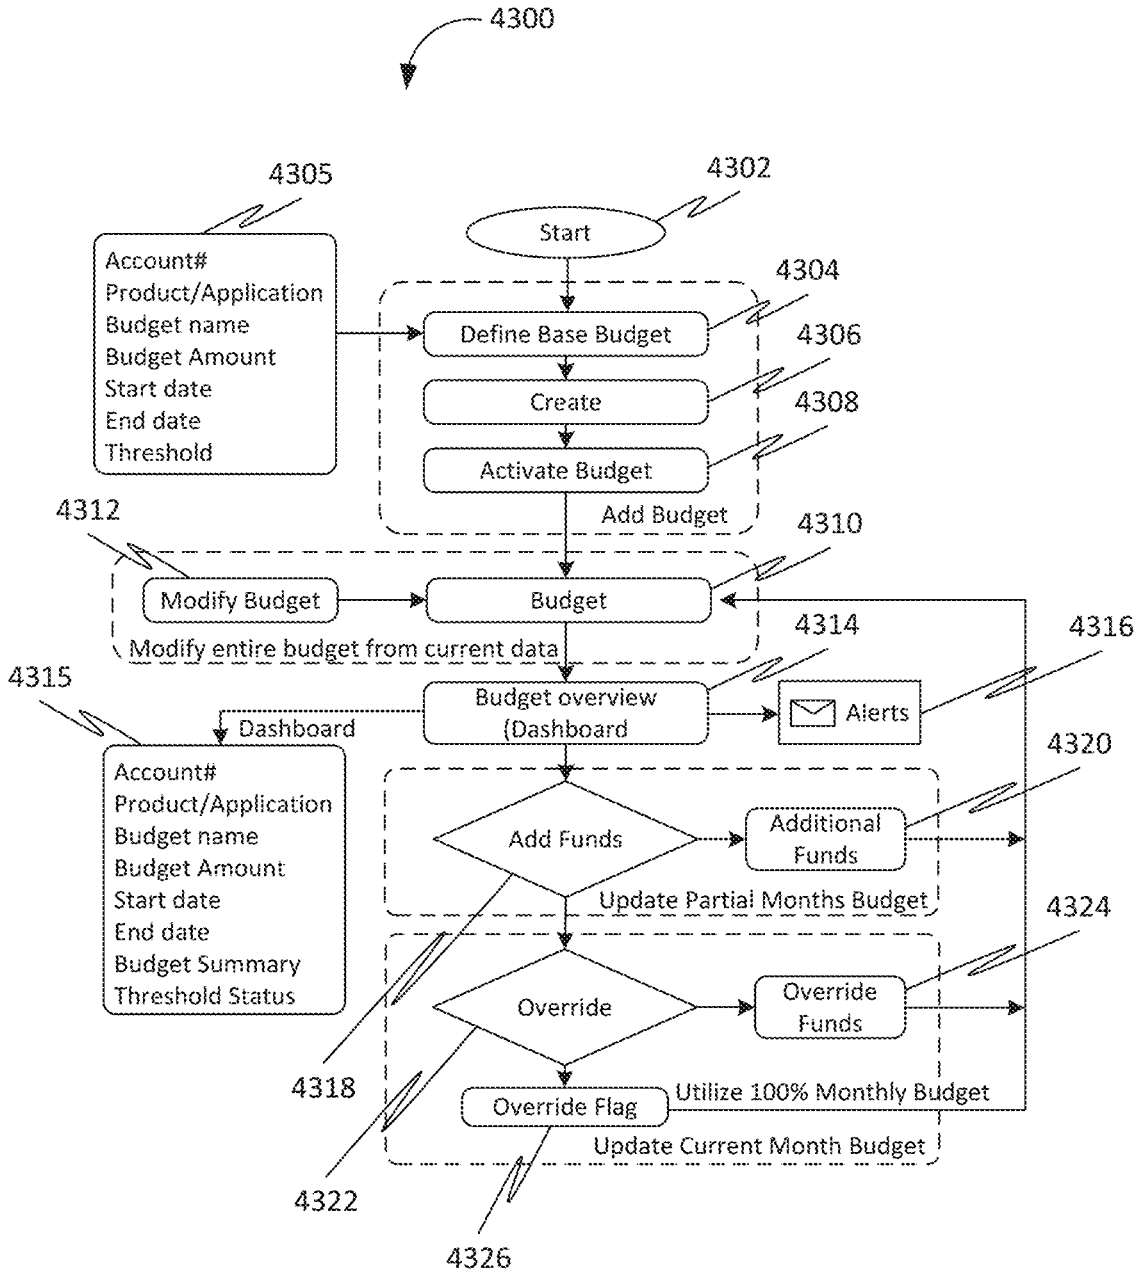 4300
4305
4302
Start
Account#
Product/Application
Budget name
Budget Amount
Start date
End date
Threshold
4304
Define Base Budget
4306
Create
4308
Activate Budget
Add Budget
4312
4310
Modify Budget
Budget
Modify entire budget from current data
4314
4316
4315
Budget overview
(Dashboard
Alerts
Dashboard
Account#
Product/Application
Budget name
Budget Amount
Start date
End date
Budget Summary
Threshold Status
4320
Add Funds
Additional
Funds
Update Partial Months Budget
4324
Override
Override
Funds
4318
Override Flag
Utilize 100% Monthly Budget
Update Current Month Budget
4322
4326